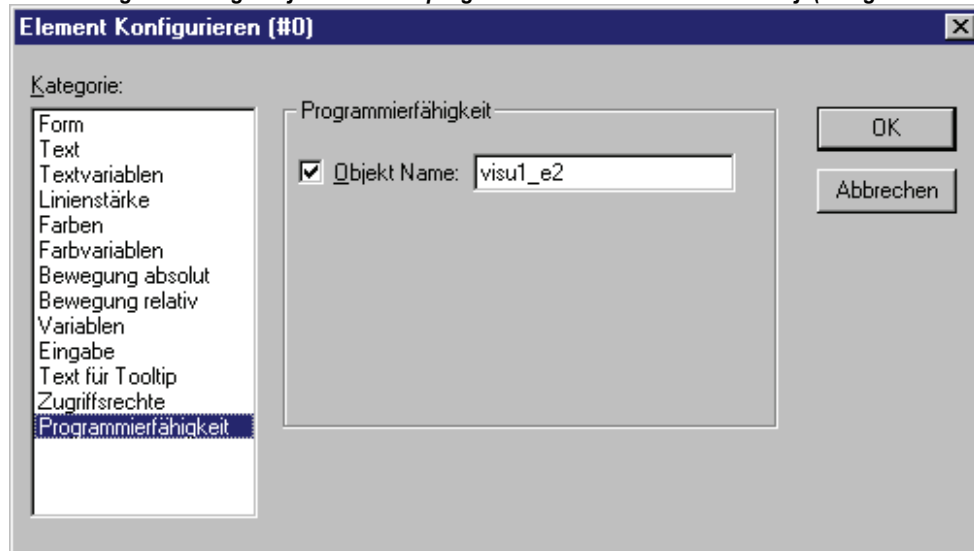 Element Konfigurieren (#0)
Kategorie:
Form
Text
Textvariablen
Linienstärke
Farben
Farbvariablen
Bewegung absolut
Bewegung relativ
Variablen
Eingabe
Text für Tooltip
Zugriffsrechte
Programmierfähigkeit
Programmierfähigkeit
Objekt Name: visu1_e2
OK
Abbrechen